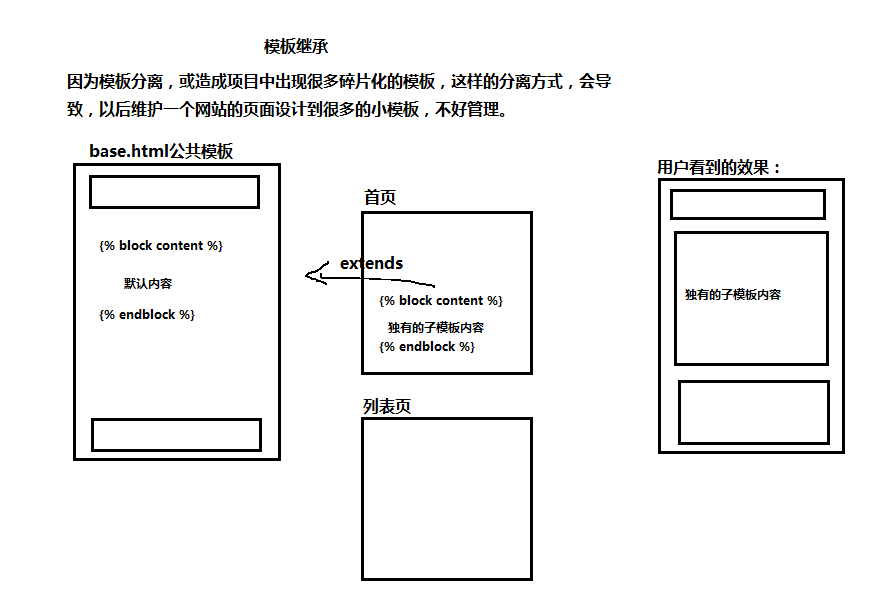 模板继承
因为模板分离，或造成项目中出现很多碎片化的模板，这样的分离方式，会导
致，以后维护一个网站的页面设计到很多的小模板，不好管理。
base.html公共模板
{% block content %}
默认内容
{% endblock %}
首页
extends
{% block content %}
独有的子模板内容
{% endblock %}
列表页
用户看到的效果：
独有的子模板内容